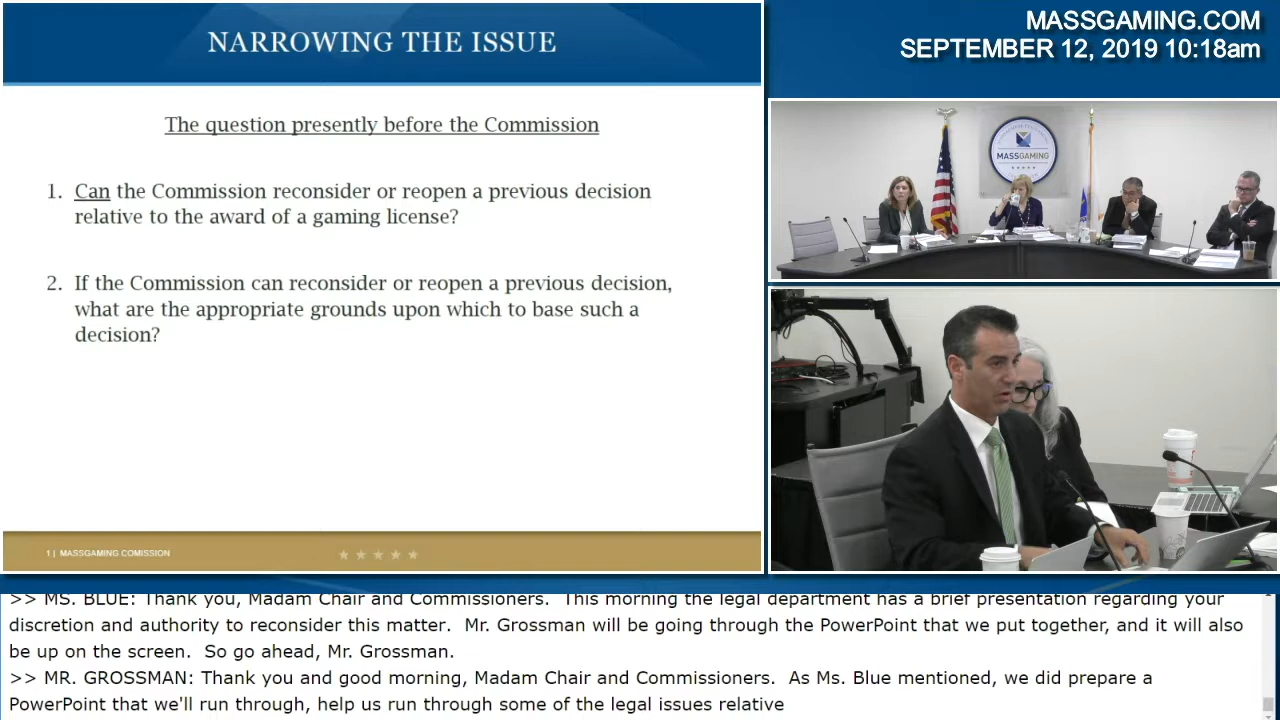 NARROWING THE ISSUE
The question presently before the Commission
1. Can the Commission reconsider or reopen a previous decision
relative to the award of a gaming license?
2. If the Commission can reconsider or reopen a previous decision,
what are the appropriate grounds upon which to base such a
decision?
1 | MASSGAMING COMISSION
MASSGAMING.COM
SEPTEMBER 12, 2019 10:18am
MASSGAMING
>> MS. BLUE: Thank you, Madam Chair and Commissioners.  This morning the legal department has a brief presentation regarding your
discretion and authority to reconsider this matter.  Mr. Grossman will be going through the PowerPoint that we put together, and it will also
be up on the screen.  So go ahead, Mr. Grossman.
>> MR. GROSSMAN: Thank you and good morning, Madam Chair and Commissioners.  As Ms. Blue mentioned, we did prepare a
PowerPoint that we'll run through, help us run through some of the legal issues relative